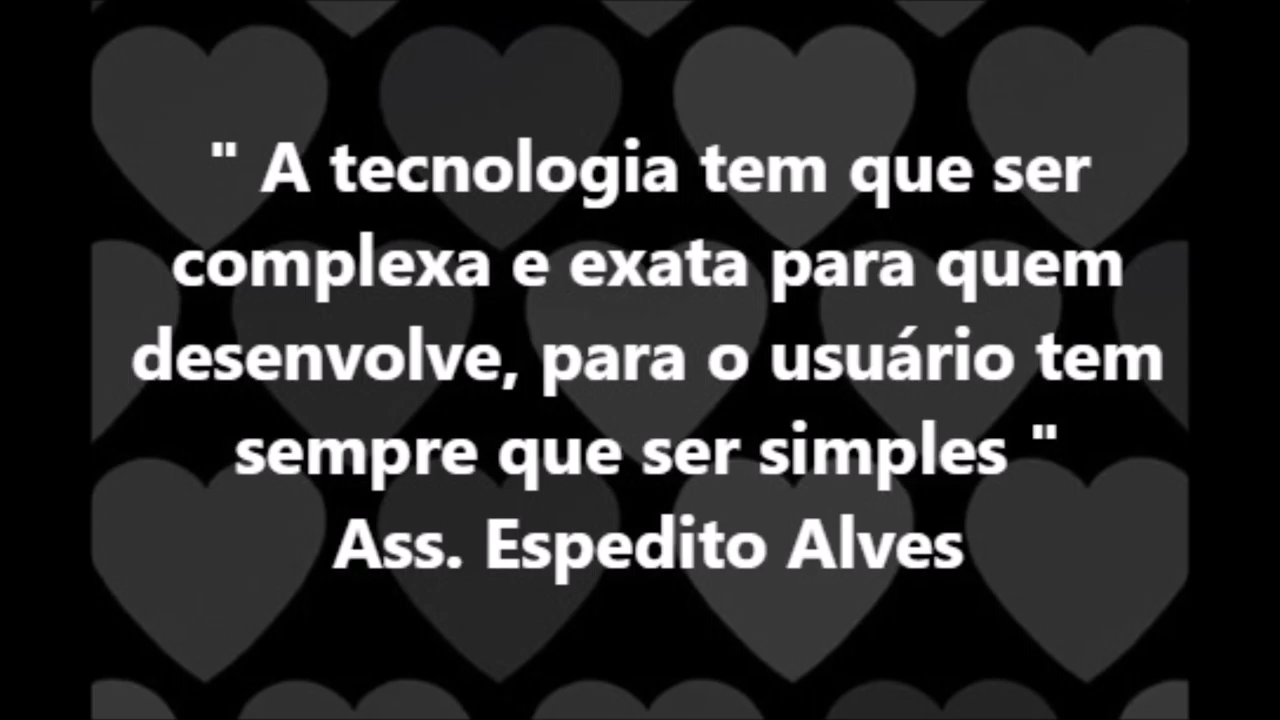 " A tecnologia tem que ser
complexa e exata para quem
desenvolve, para o usuário tem
sempre que ser simples "
Ass. Espedito Alves